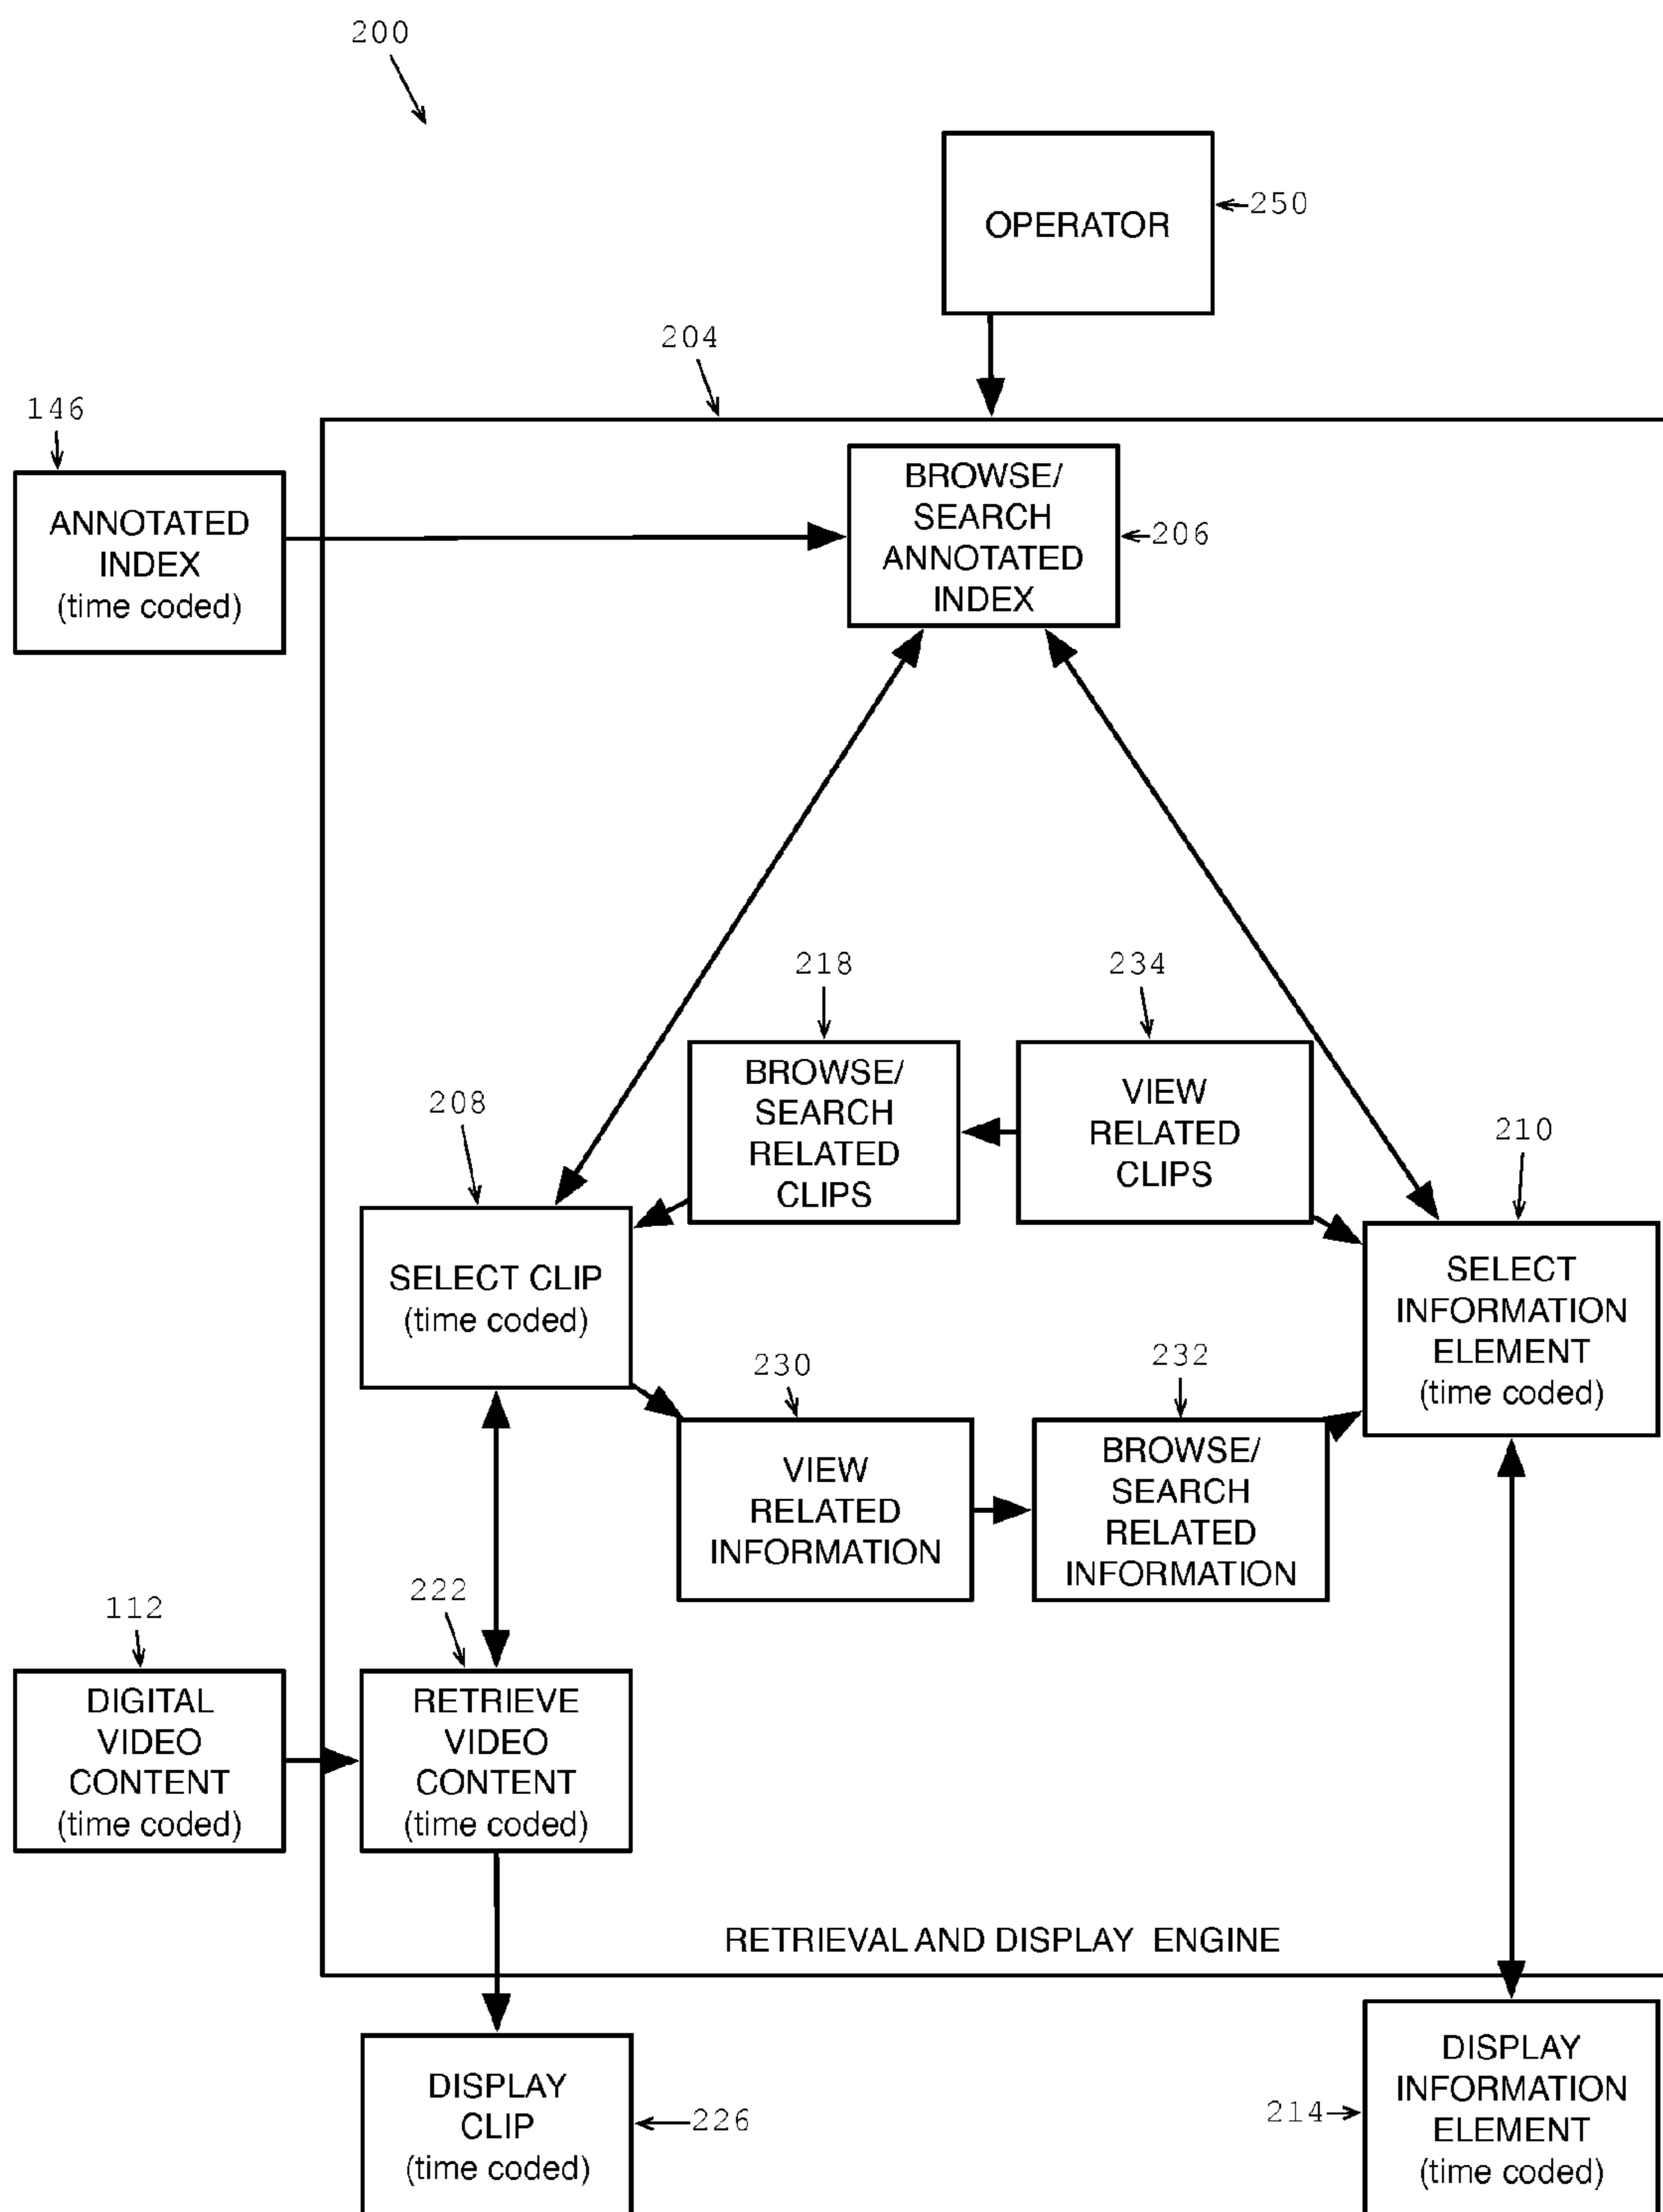 200
OPERATOR
250
204
146
ANNOTATED
INDEX
(time coded)
BROWSE/
SEARCH
ANNOTATED
INDEX
206
218
234
BROWSE/
SEARCH
RELATED
CLIPS
VIEW
RELATED
CLIPS
208
210
SELECT CLIP
(time coded)
SELECT
INFORMATION
ELEMENT
(time coded)
230
232
VIEW
RELATED
INFORMATION
BROWSE/
SEARCH
RELATED
INFORMATION
112
222
DIGITAL
VIDEO
CONTENT
(time coded)
RETRIEVE
VIDEO
CONTENT
(time coded)
RETRIEVAL AND DISPLAY ENGINE
DISPLAY
CLIP
(time coded)
226
214
DISPLAY
INFORMATION
ELEMENT
(time coded)